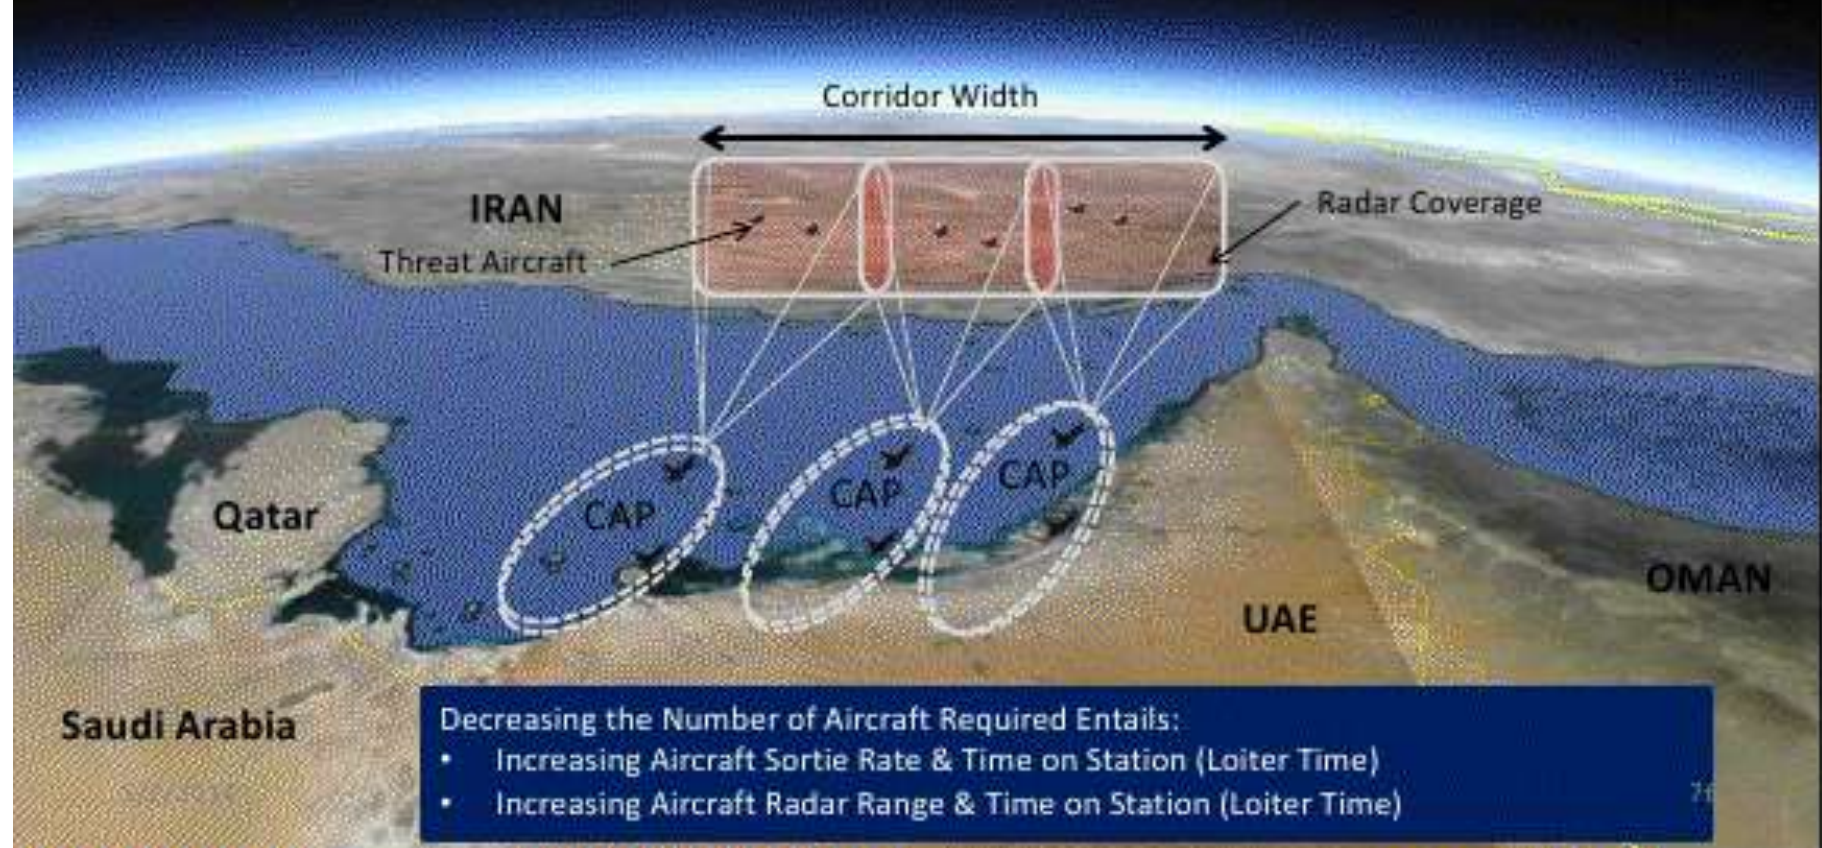 Corridor Width
IRAN
Radar Coverage
Threat Aircraft
CAP
CAP
CAP
Qatar
OMAN
UAE
Saudi Arabia
Decreasing the Number of Aircraft Required Entails:
• Increasing Aircraft Sortie Rate & Time on Station (Loiter Time)
• Increasing Aircraft Radar Range & Time on Station (Loiter Time)